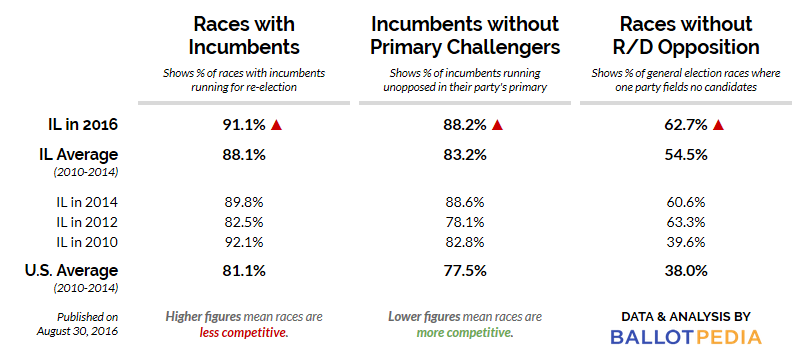 Races with
Incumbents
Incumbents without
Primary Challengers
Races without
R/D Opposition
Shows % of races with incumbents
running for re-election
Shows % of incumbents running
unopposed in their party's primary
Shows % of general election races where
one party fields no candidates
IL in 2016 91.1% ▲ 88.2% ▲ 62.7% ▲
IL Average 88.1% 83.2% 54.5%
(2010-2014)
IL in 2014 89.8% 88.6% 60.6%
IL in 2012 82.5% 78.1% 63.3%
IL in 2010 92.1% 82.8% 39.6%
U.S. Average 81.1% 77.5% 38.0%
(2010-2014)
Published on
August 30, 2016
Higher figures mean races are
less competitive.
Lower figures mean races are
more competitive.
DATA & ANALYSIS BY
BALLOTPEDIA